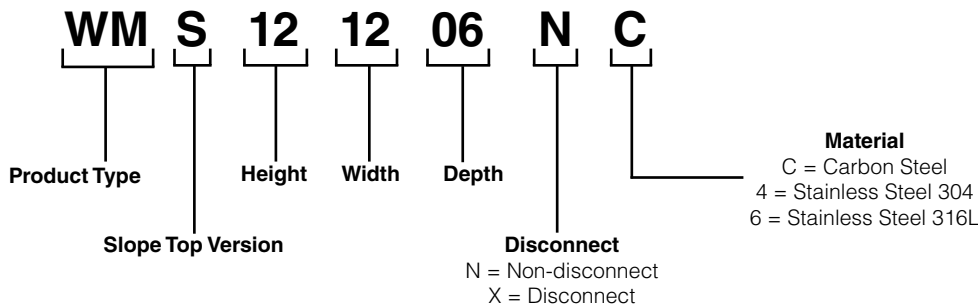 WM S 12 12 06 N C
Product Type
Height
Width
Depth
Material
C = Carbon Steel
4 = Stainless Steel 304
6 = Stainless Steel 316L
Slope Top Version
Disconnect
N = Non-disconnect
X = Disconnect